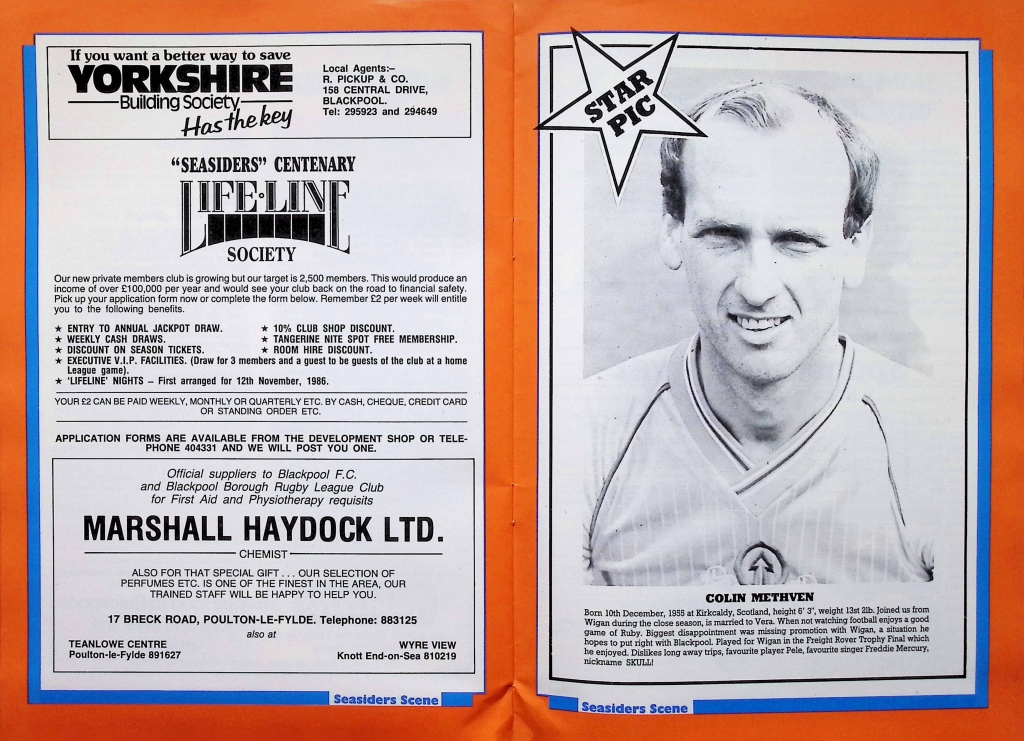 If you want a better way to save
YORKSHIRE
Building Society
Has the key
Local Agents:–
R. PICKUP & CO.
158 CENTRAL DRIVE,
BLACKPOOL.
Tel: 295923 and 294649
“SEASIDERS” CENTENARY
LIFE·LINE
SOCIETY
Our new private members club is growing but our target is 2,500 members. This would produce an
income of over £100,000 per year and would see your club back on the road to financial safety.
Pick up your application form now or complete the form below. Remember £2 per week will entitle
you to the following benefits.
★ ENTRY TO ANNUAL JACKPOT DRAW.
★ WEEKLY CASH DRAWS.
★ DISCOUNT ON SEASON TICKETS.
★ 10% CLUB SHOP DISCOUNT.
★ TANGERINE NITE SPOT FREE MEMBERSHIP.
★ ROOM HIRE DISCOUNT.
★ EXECUTIVE V.I.P. FACILITIES. (Draw for 3 members and a guest to be guests of the club at a home
League game).
★ 'LIFELINE' NIGHTS – First arranged for 12th November, 1986.
YOUR £2 CAN BE PAID WEEKLY, MONTHLY OR QUARTERLY ETC. BY CASH, CHEQUE, CREDIT CARD
OR STANDING ORDER ETC.
APPLICATION FORMS ARE AVAILABLE FROM THE DEVELOPMENT SHOP OR TELE-
PHONE 404331 AND WE WILL POST YOU ONE.
Official suppliers to Blackpool F.C.
and Blackpool Borough Rugby League Club
for First Aid and Physiotherapy requisits
MARSHALL HAYDOCK LTD.
CHEMIST
ALSO FOR THAT SPECIAL GIFT . . . OUR SELECTION OF
PERFUMES ETC. IS ONE OF THE FINEST IN THE AREA, OUR
TRAINED STAFF WILL BE HAPPY TO HELP YOU.
17 BRECK ROAD, POULTON-LE-FYLDE. Telephone: 883125
also at
TEANLOWE CENTRE
Poulton-le-Fylde 891627
WYRE VIEW
Knott End-on-Sea 810219
Seasiders Scene
STAR
PIC
COLIN METHVEN
Born 10th December, 1955 at Kirkcaldy, Scotland, height 6' 3", weight 13st 2lb. Joined us from
Wigan during the close season, is married to Vera. When not watching football enjoys a good
game of Ruby. Biggest disappointment was missing promotion with Wigan, a situation he
hopes to put right with Blackpool. Played for Wigan in the Freight Rover Trophy Final which
he enjoyed. Dislikes long away trips, favourite player Pele, favourite singer Freddie Mercury,
nickname SKULL!
Seasiders Scene